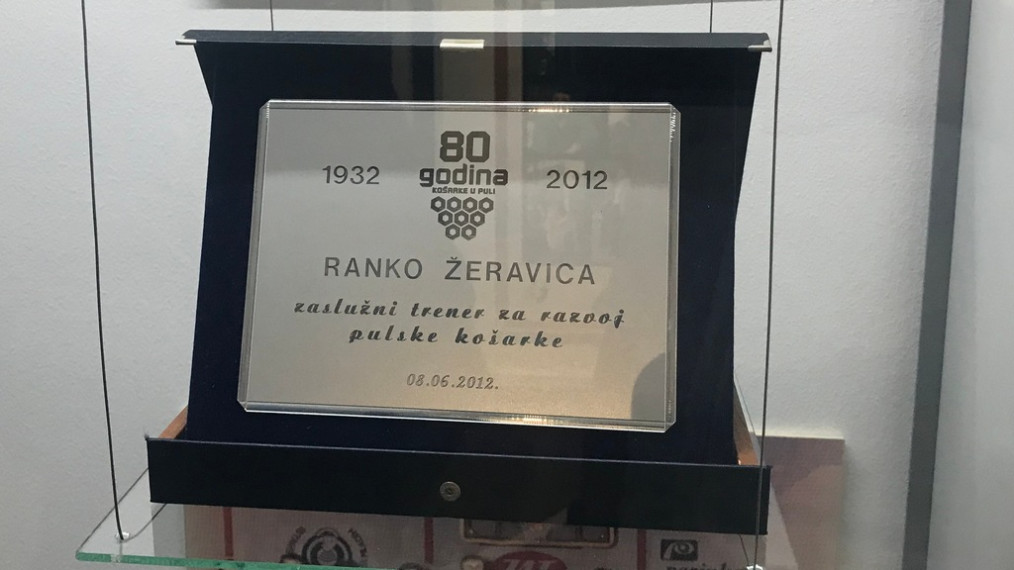 80
1932 godina 2012
KOŠARKE U PULI
RANKO ŽERAVICA
zaslužni trener za razvoj
pulske košarke
08.06.2012.